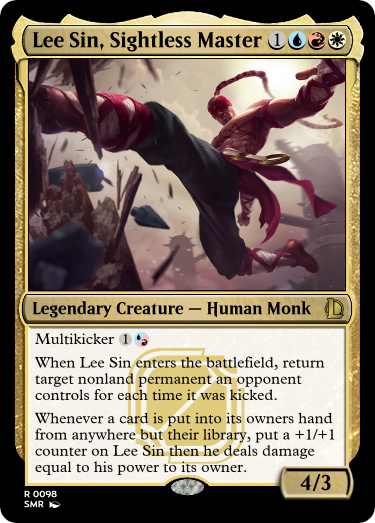 Lee Sin, Sightless Master 1
Legendary Creature — Human Monk
Multikicker 1
When Lee Sin enters the battlefield, return
target nonland permanent an opponent
controls for each time it was kicked.
Whenever a card is put into its owners hand
from anywhere but their library, put a +1/+1
counter on Lee Sin then he deals damage
equal to his power to its owner.
4/3
R 0098
SMR